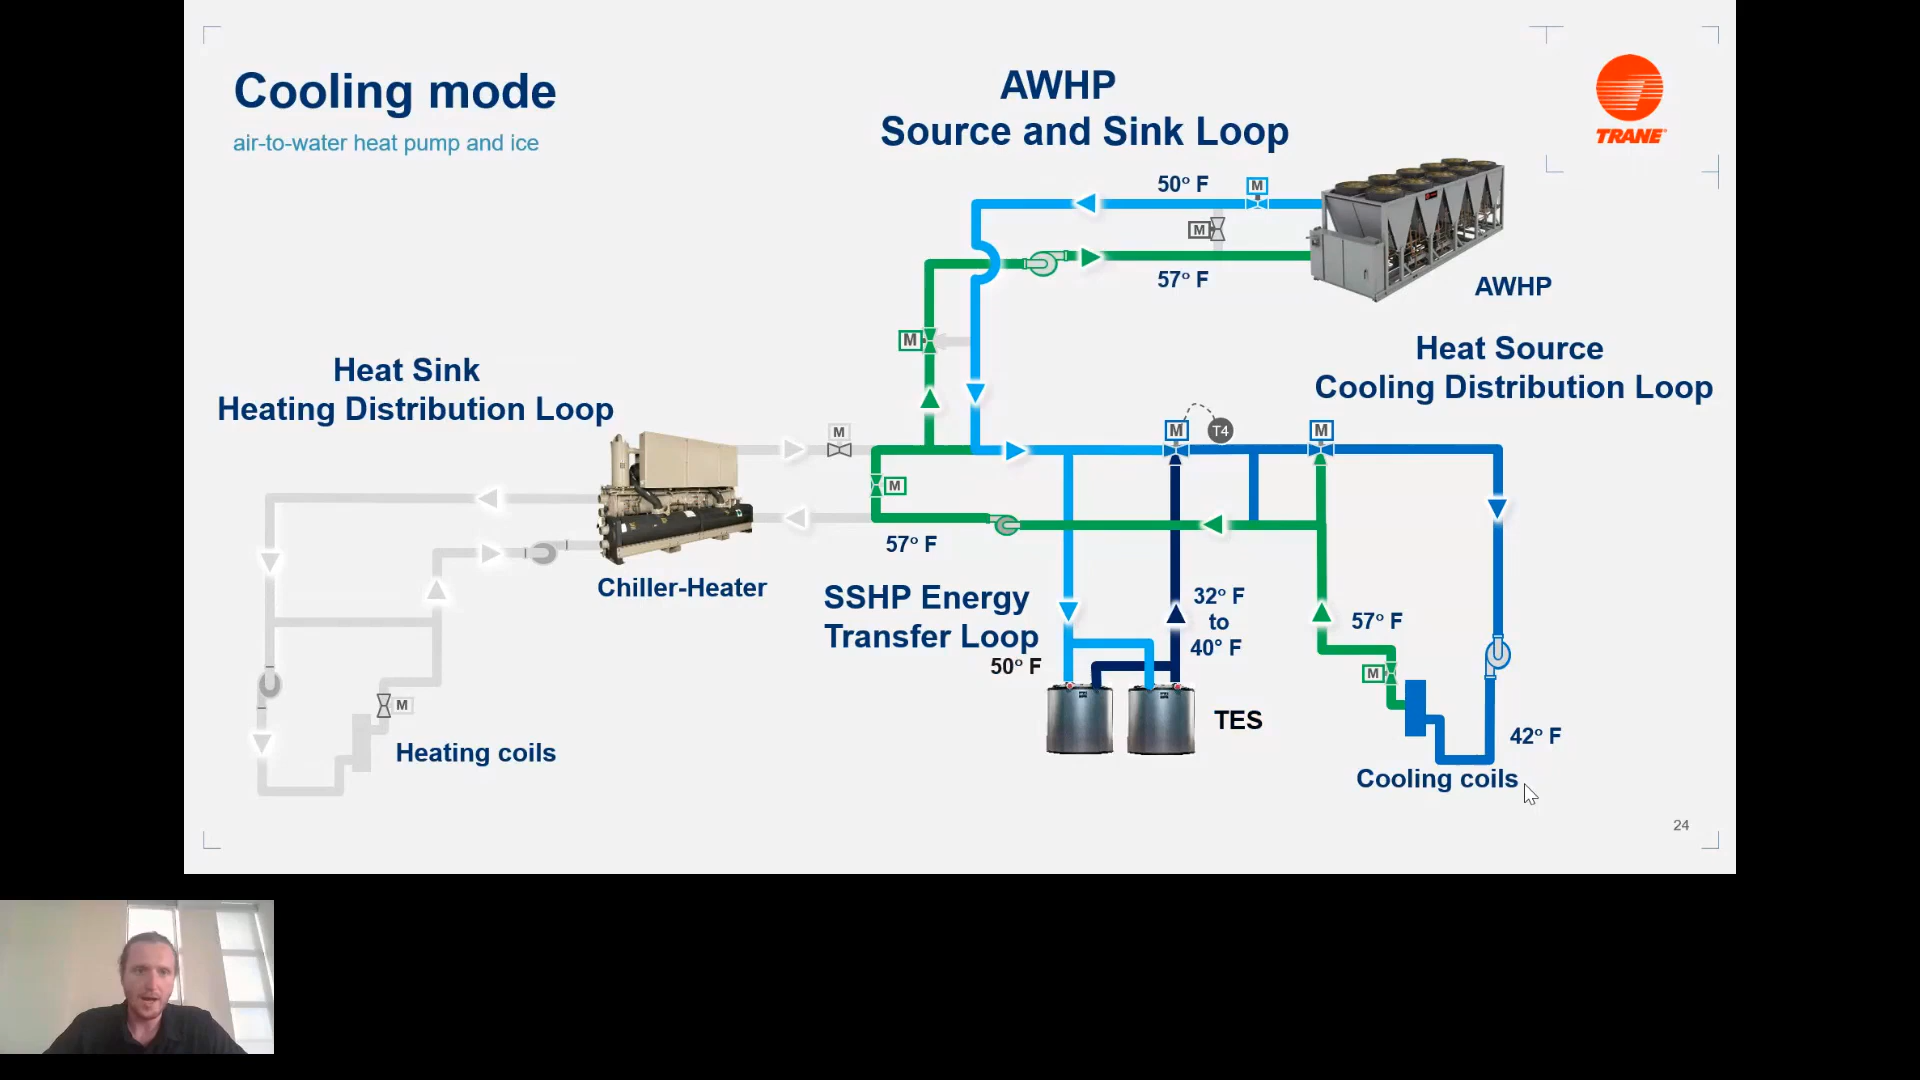 Cooling mode
air-to-water heat pump and ice
AWHP
Source and Sink Loop
TRANE
50° F
M
M
57° F
AWHP
M
Heat Source
Cooling Distribution Loop
Heat Sink
Heating Distribution Loop
M
M
T4
M
M
57° F
Chiller-Heater
SSHP Energy
Transfer Loop
50° F
32° F
to
40° F
57° F
M
M
TES
42° F
Heating coils
Cooling coils
24